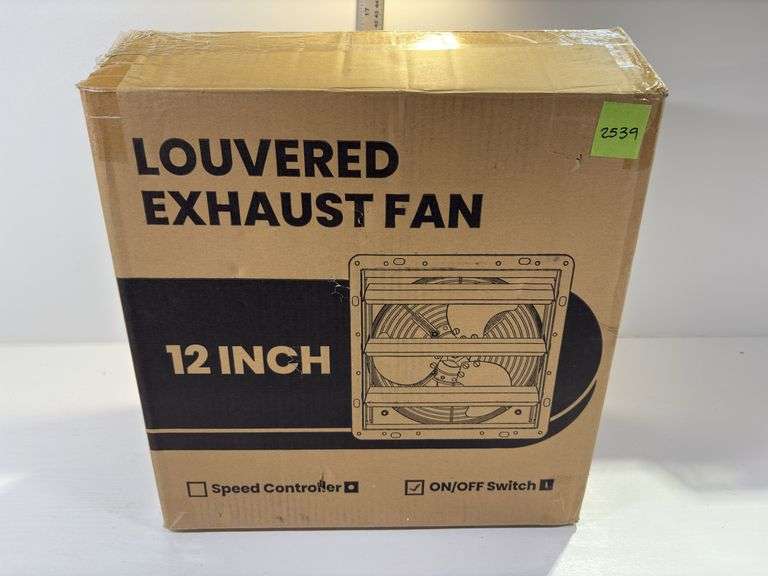 2539
LOUVERED
EXHAUST FAN
12 INCH
Speed Controller
ON/OFF Switch